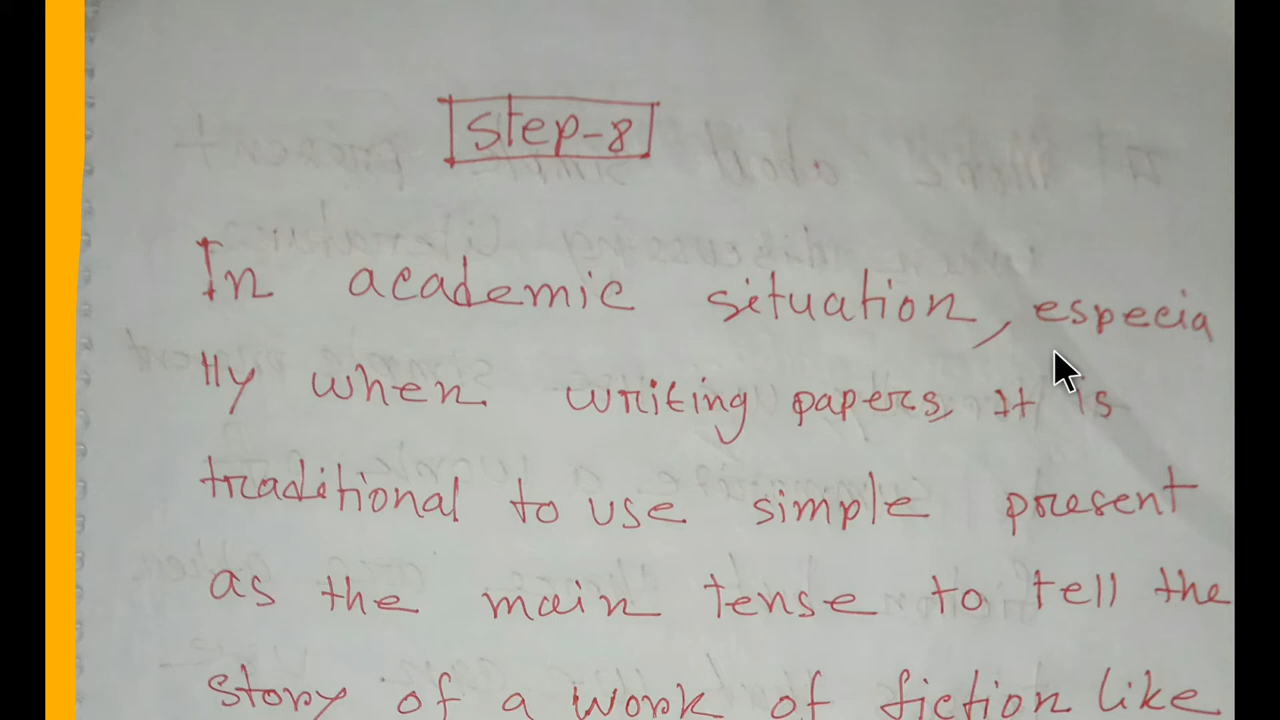 Step-8
In academic situation, especia
lly when writing papers, it is
traditional to use simple present
as the main tense to tell the
story of a work of fiction like